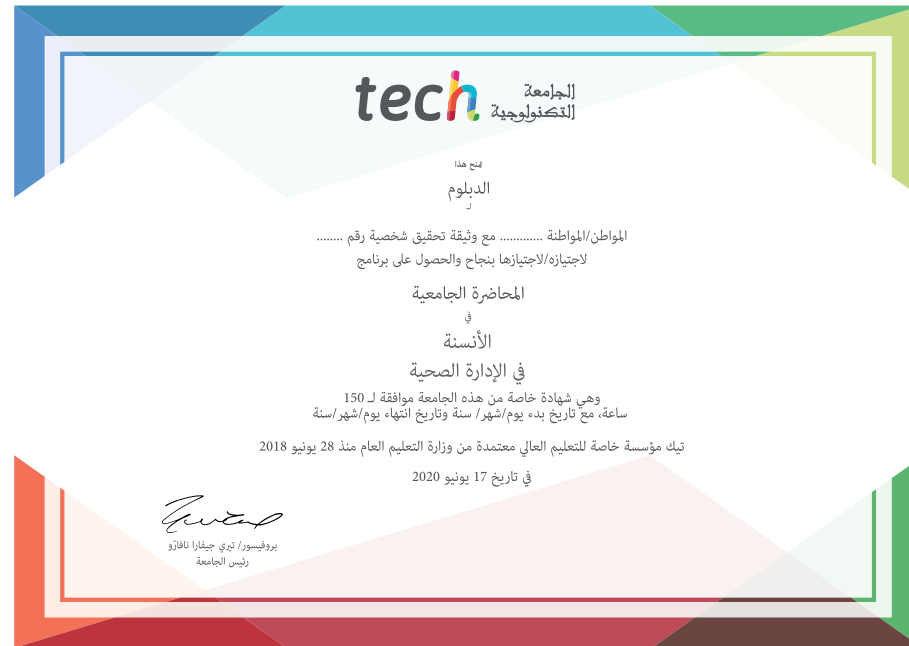 tech الجامعة
التكنولوجية
يمنح هذا
الدبلوم
لـ
المواطن/المواطنة ............ مع وثيقة تحقيق شخصية رقم ........
لاجتيازه/لاجتيازها بنجاح والحصول على برنامج
المحاضرة الجامعية
في
الأنسنة
في الإدارة الصحية
وهي شهادة خاصة من هذه الجامعة موافقة لـ 150
ساعة، مع تاريخ بدء يوم/شهر/ سنة وتاريخ انتهاء يوم/شهر/سنة
تيك مؤسسة خاصة للتعليم العالي معتمدة من وزارة التعليم العام منذ 28 يونيو 2018
في تاريخ 17 يونيو 2020
بروفيسور/ تيري جيفارا نافارّو
رئيس الجامعة